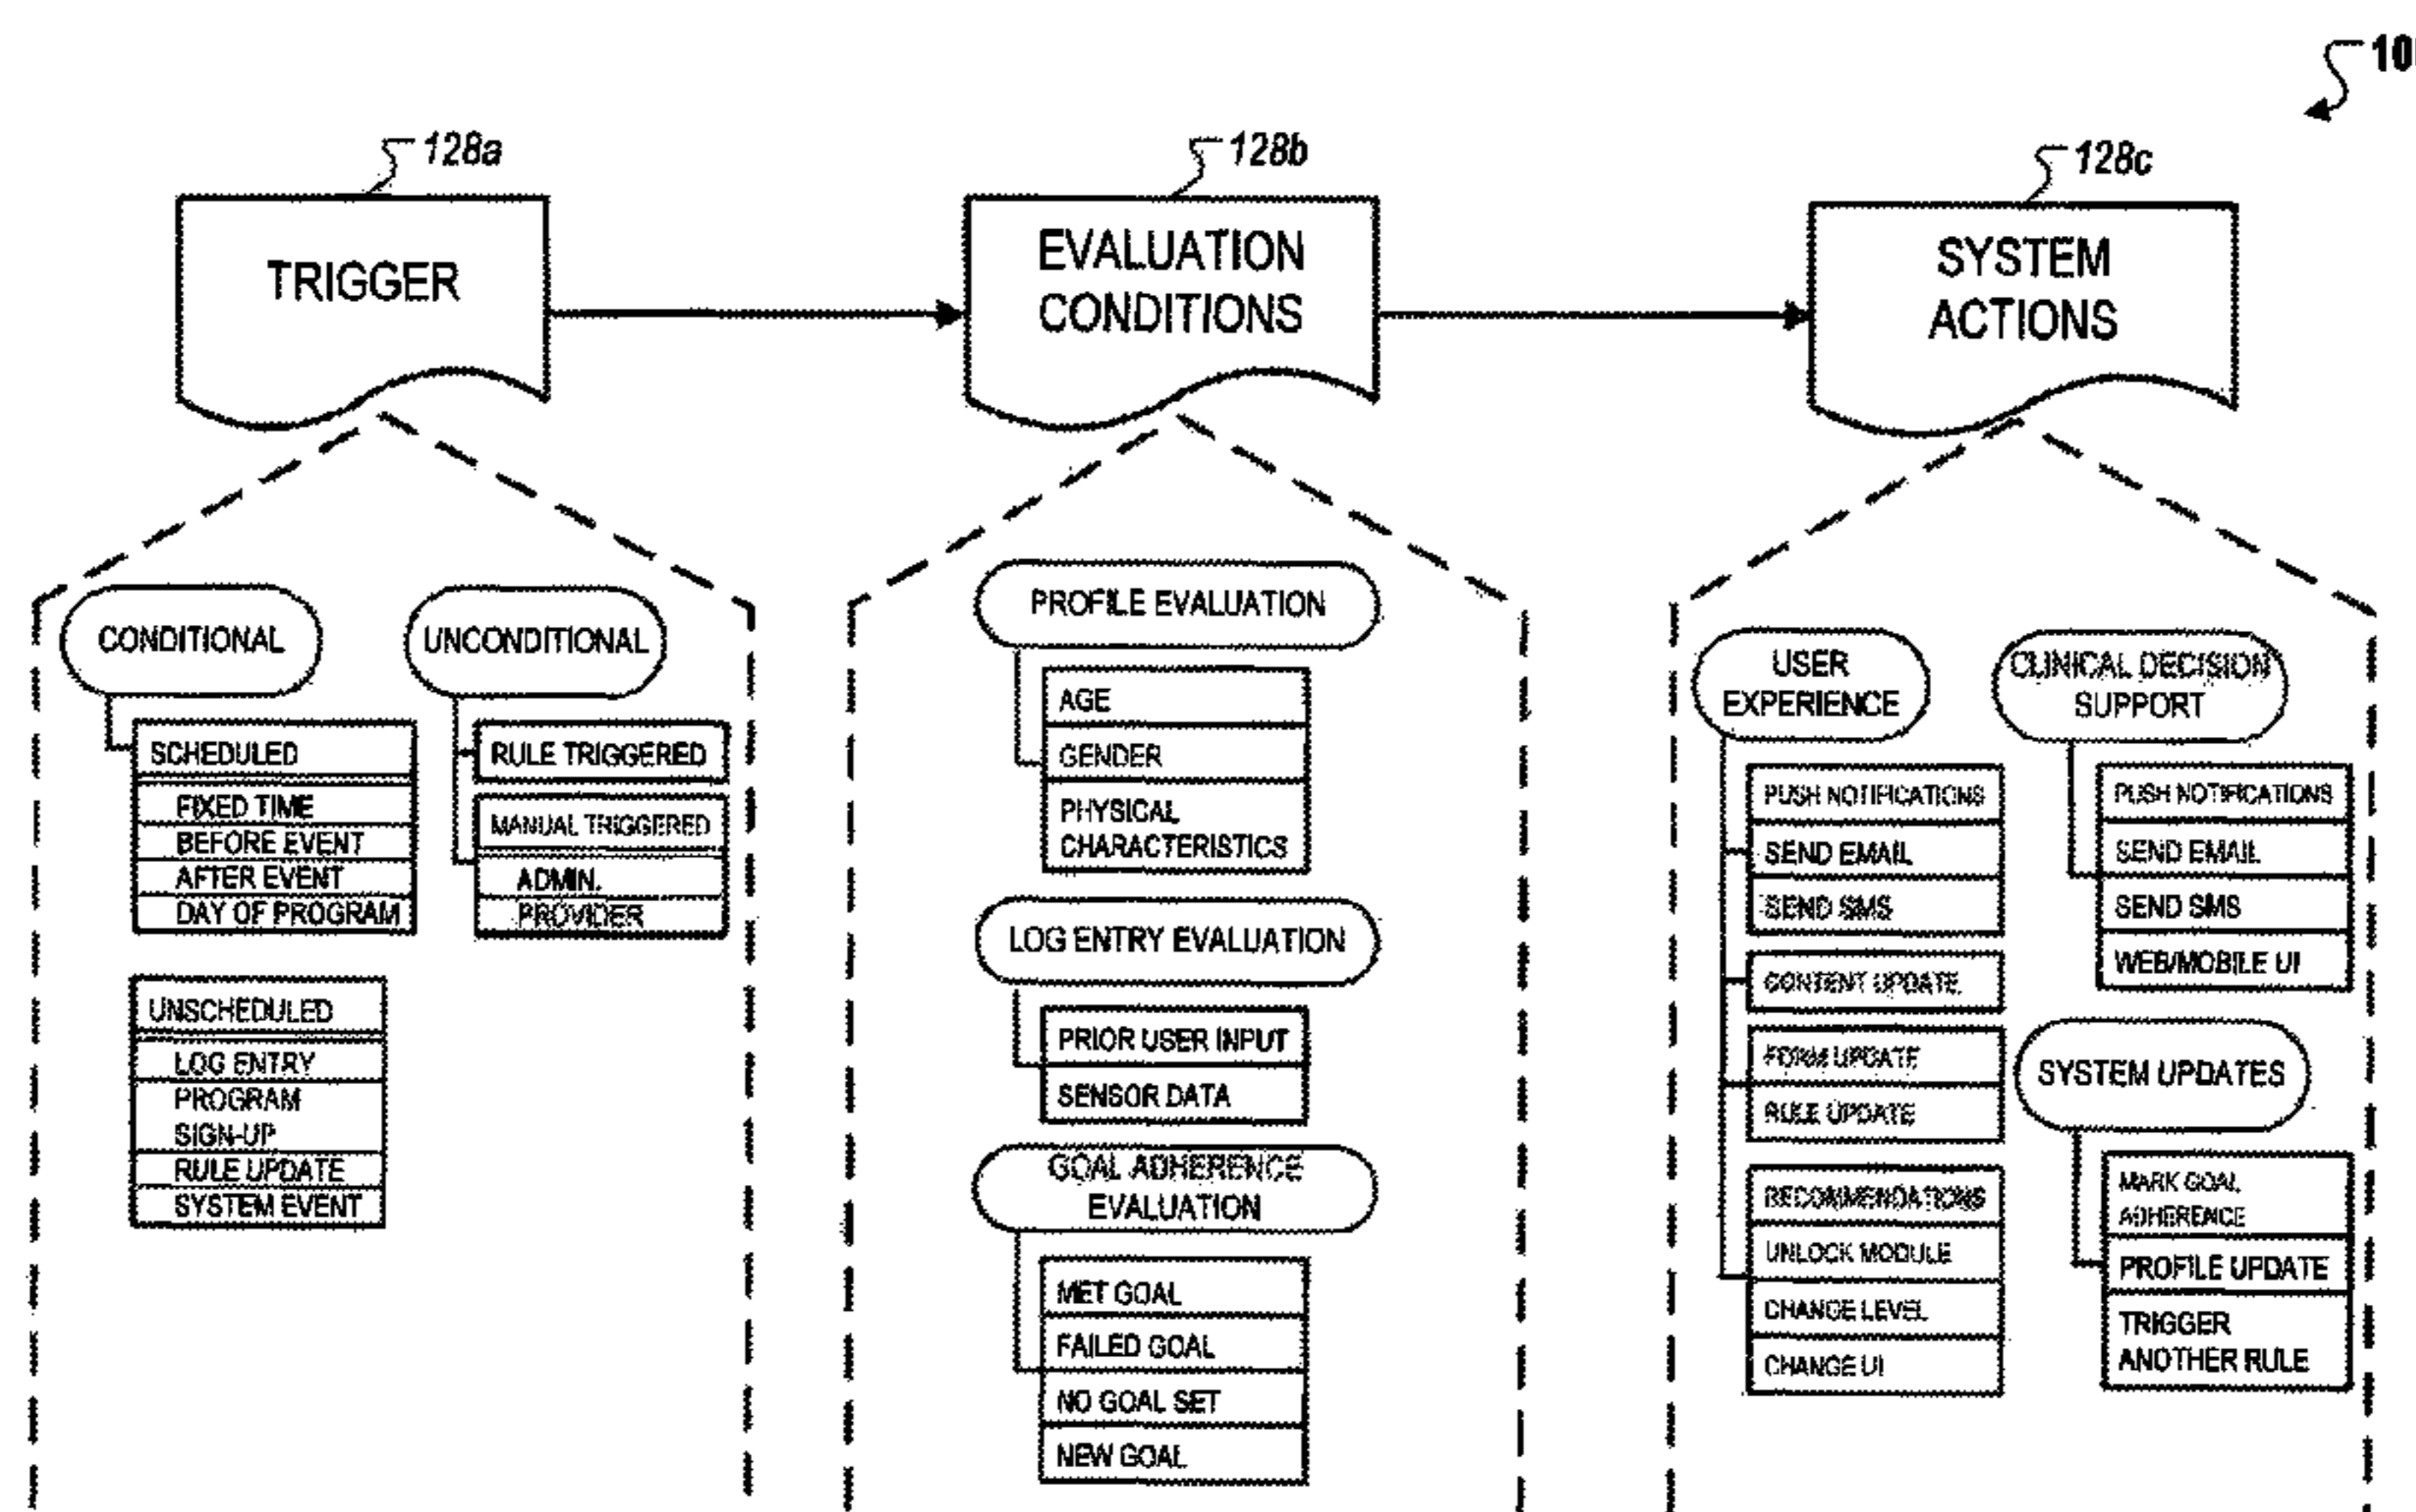 10
128a
128b
128c
TRIGGER
EVALUATION
CONDITIONS
SYSTEM
ACTIONS
CONDITIONAL
SCHEDULED
FIXED TIME
BEFORE EVENT
AFTER EVENT
DAY OF PROGRAM
UNSCHEDULED
LOG ENTRY
PROGRAM
SIGN-UP
RULE UPDATE
SYSTEM EVENT
UNCONDITIONAL
RULE TRIGGERED
MANUAL TRIGGERED
ADMIN.
PROVIDER
PROFILE EVALUATION
AGE
GENDER
PHYSICAL
CHARACTERISTICS
LOG ENTRY EVALUATION
PRIOR USER INPUT
SENSOR DATA
GOAL ADHERENCE
EVALUATION
MET GOAL
FAILED GOAL
NO GOAL SET
NEW GOAL
USER
EXPERIENCE
PUSH NOTIFICATIONS
SEND EMAIL
SEND SMS
CONTENT UPDATE
FORM UPDATE
RULE UPDATE
RECOMMENDATIONS
UNLOCK MODULE
CHANGE LEVEL
CHANGE UI
CLINICAL DECISION
SUPPORT
PUSH NOTIFICATIONS
SEND EMAIL
SEND SMS
WEB/MOBILE UI
SYSTEM UPDATES
MARK GOAL
ADHERENCE
PROFILE UPDATE
TRIGGER
ANOTHER RULE